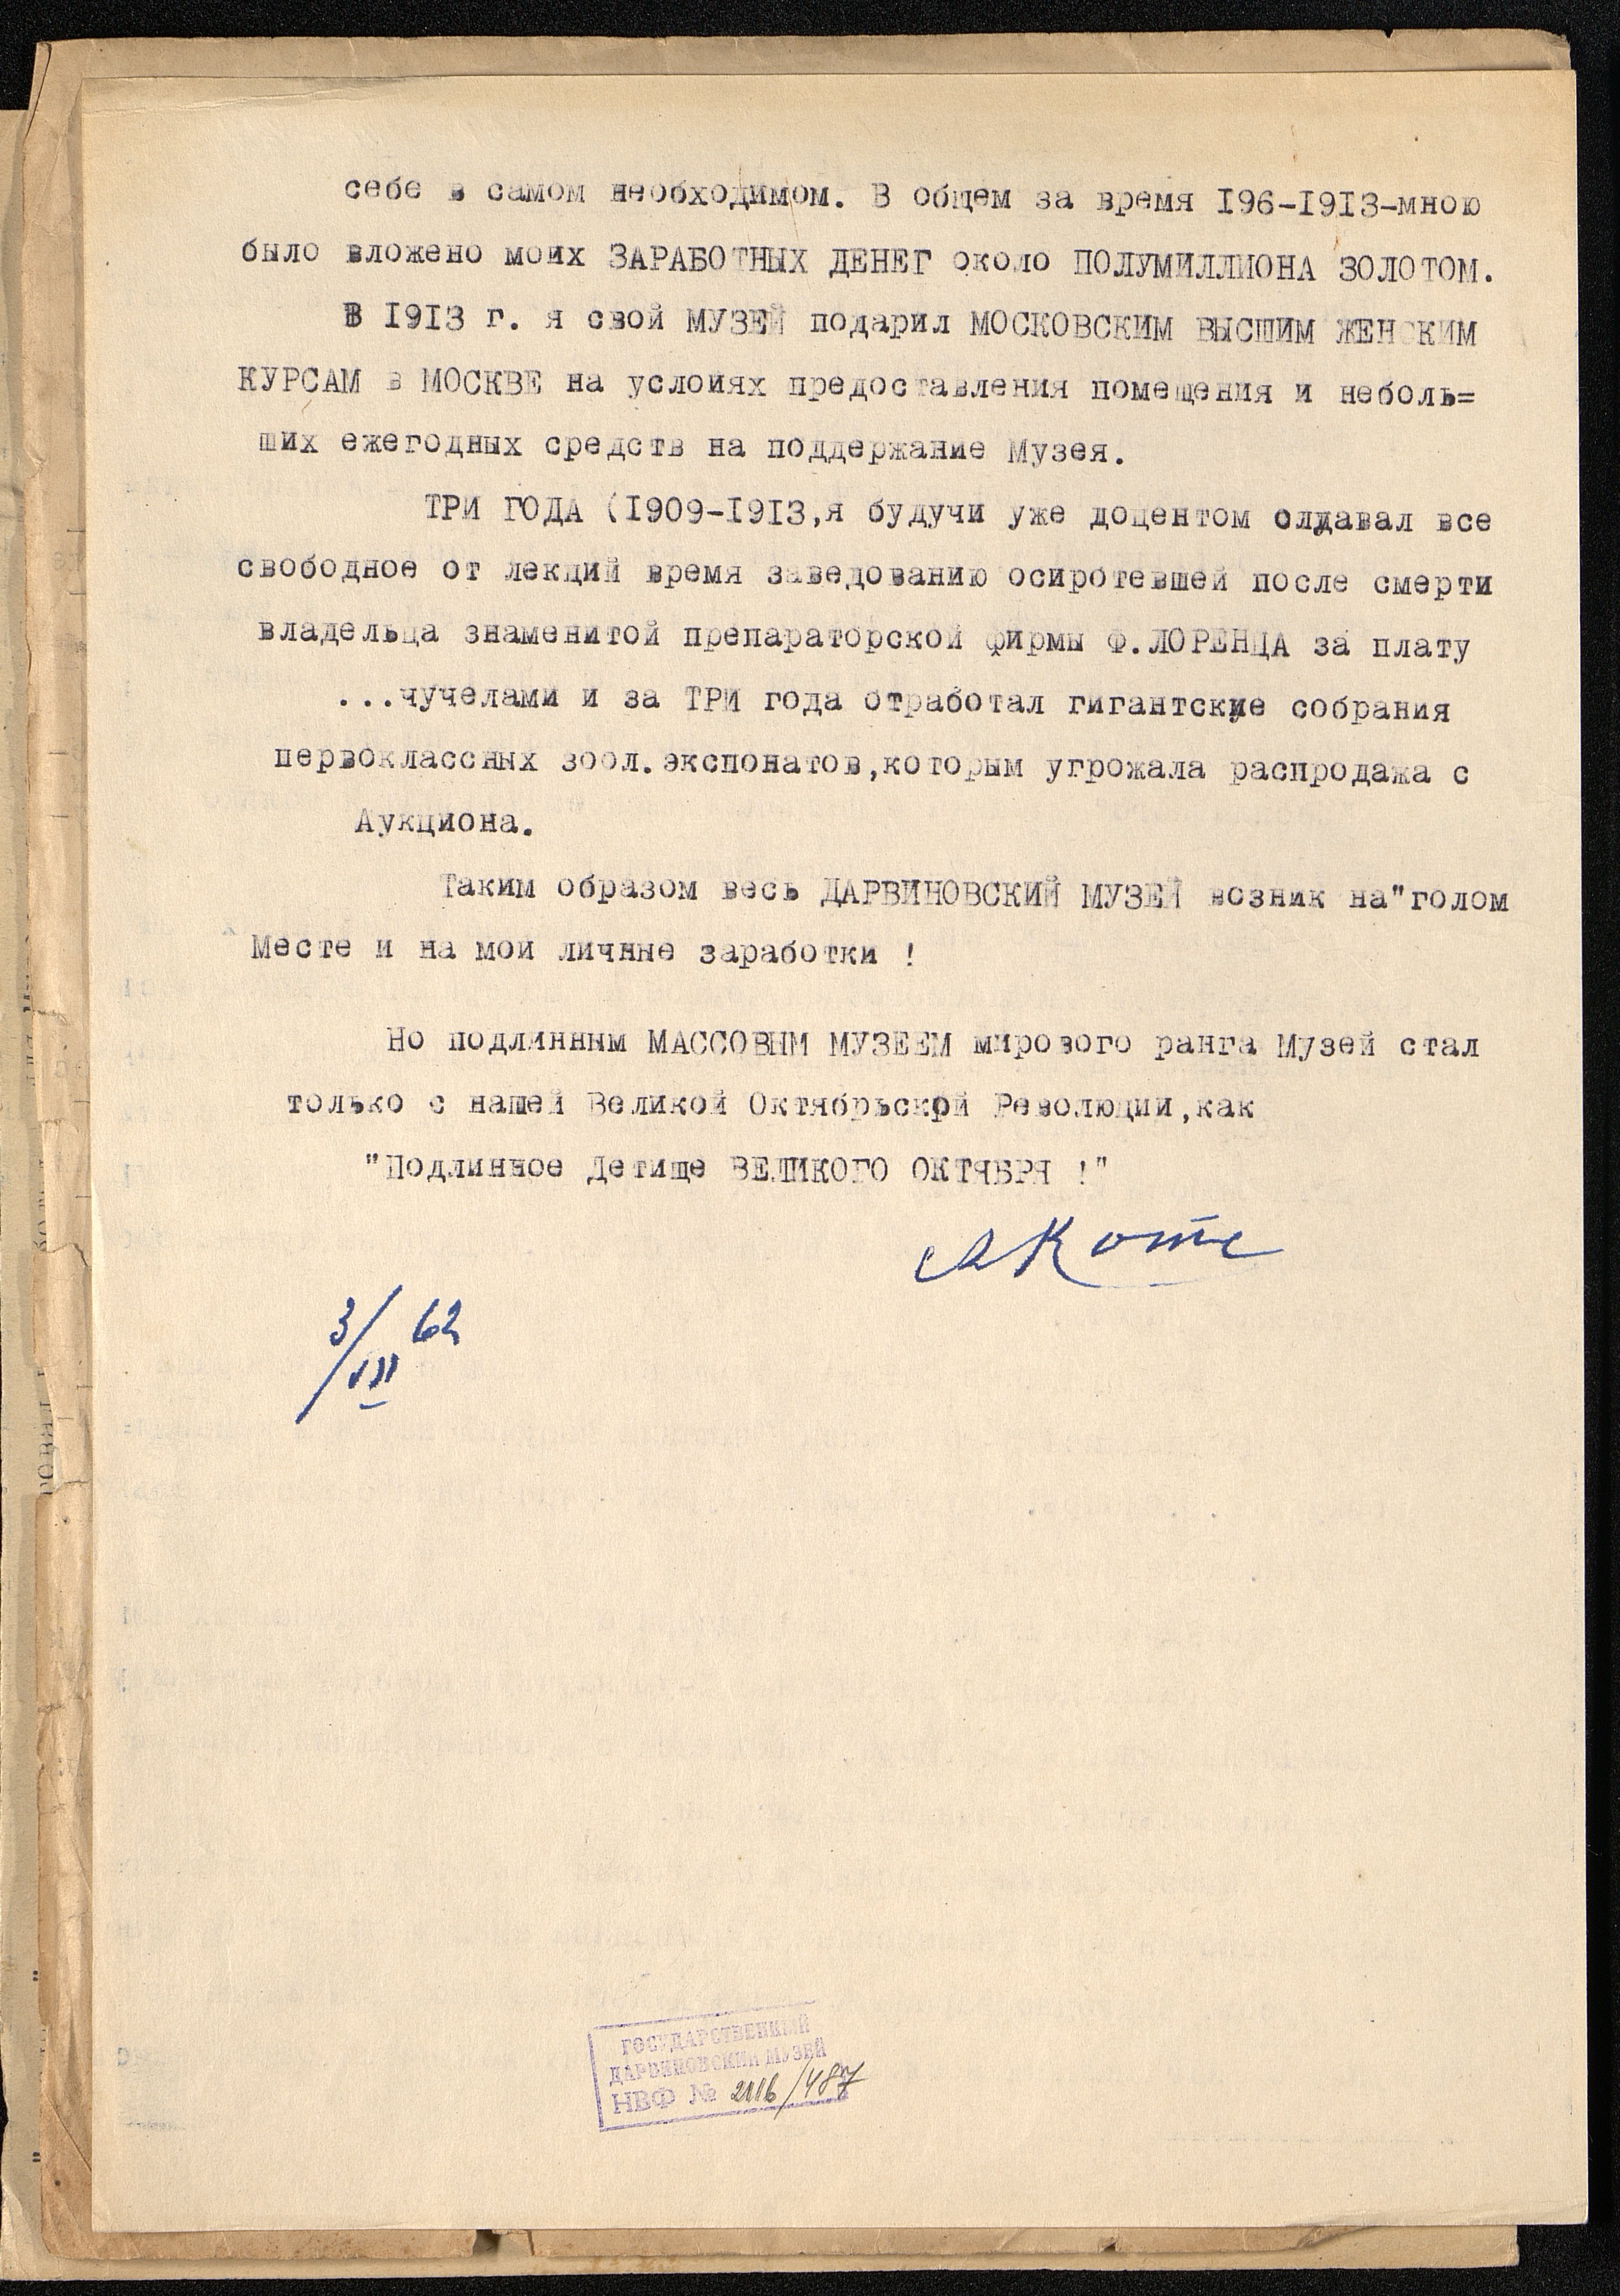 себе в самом необходимом. В общем за время I96-I9I3-мною
было вложено моих ЗАРАБОТНЫХ ДЕНЕГ около ПОЛУМИЛЛИОНА ЗОЛОТОМ.
В I9I3 г. я свой МУЗЕЙ подарил МОСКОВСКИМ ВЫСШИМ ЖЕНСКИМ
КУРСАМ в МОСКВЕ на услоиях предоставления помещения и неболь=
ших ежегодных средств на поддержание Музея.
ТРИ ГОДА (I909-I9I3,я будучи уже доцентом олдавал все
свободное от лекций время заведованию осиротевшей после смерти
владельца знаменитой препараторской фирмы Ф.ЛОРЕНЦА за плату
...чучелами и за ТРИ года отработал гигантские собрания
первоклассных зоол.экспонатов,которым угрожала распродажа с
Аукциона.
Таким образом весь ДАРВИНОВСКИЙ МУЗЕЙ возник на"голом
Месте и на мои личные заработки !
Но подлинным МАССОВЫМ МУЗЕЕМ мирового ранга Музей стал
только с нашей Великой Октябрьской Революции,как
"Подлинное Детище ВЕЛИКОГО ОКТЯБРЯ !"
АКотс
3/VII 62
ГОСУДАРСТВЕННЫЙ
ДАРВИНОВСКИЙ МУЗЕЙ
НВФ № 2116/487